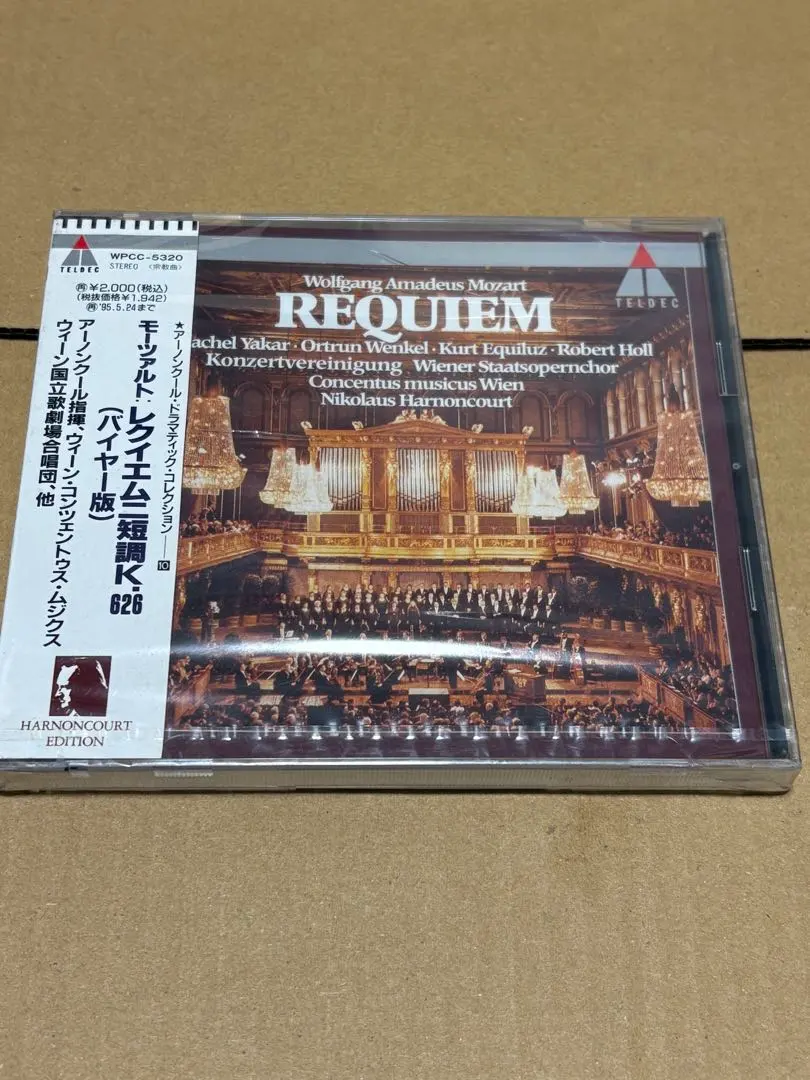 TELDEC
WPCC-5320
STEREO 〈宗教曲〉
再¥2,000(税込)
(税抜価格¥1,942)
再'95.5.24まで
★アーノンクール・ドラマティック・コレクション──10
モーツァルト:レクイエム ニ短調K.626
(バイヤー版)
アーノンクール指揮、ウィーン・コンツェントゥス・ムジクス
ウィーン国立歌劇場合唱団、他
HARNONCOURT
EDITION
Wolfgang Amadeus Mozart
REQUIEM
achel Yakar · Ortrun Wenkel · Kurt Equiluz · Robert Holl
Konzertvereinigung Wiener Staatsopernchor
Concentus musicus Wien
Nikolaus Harnoncourt
TELDEC